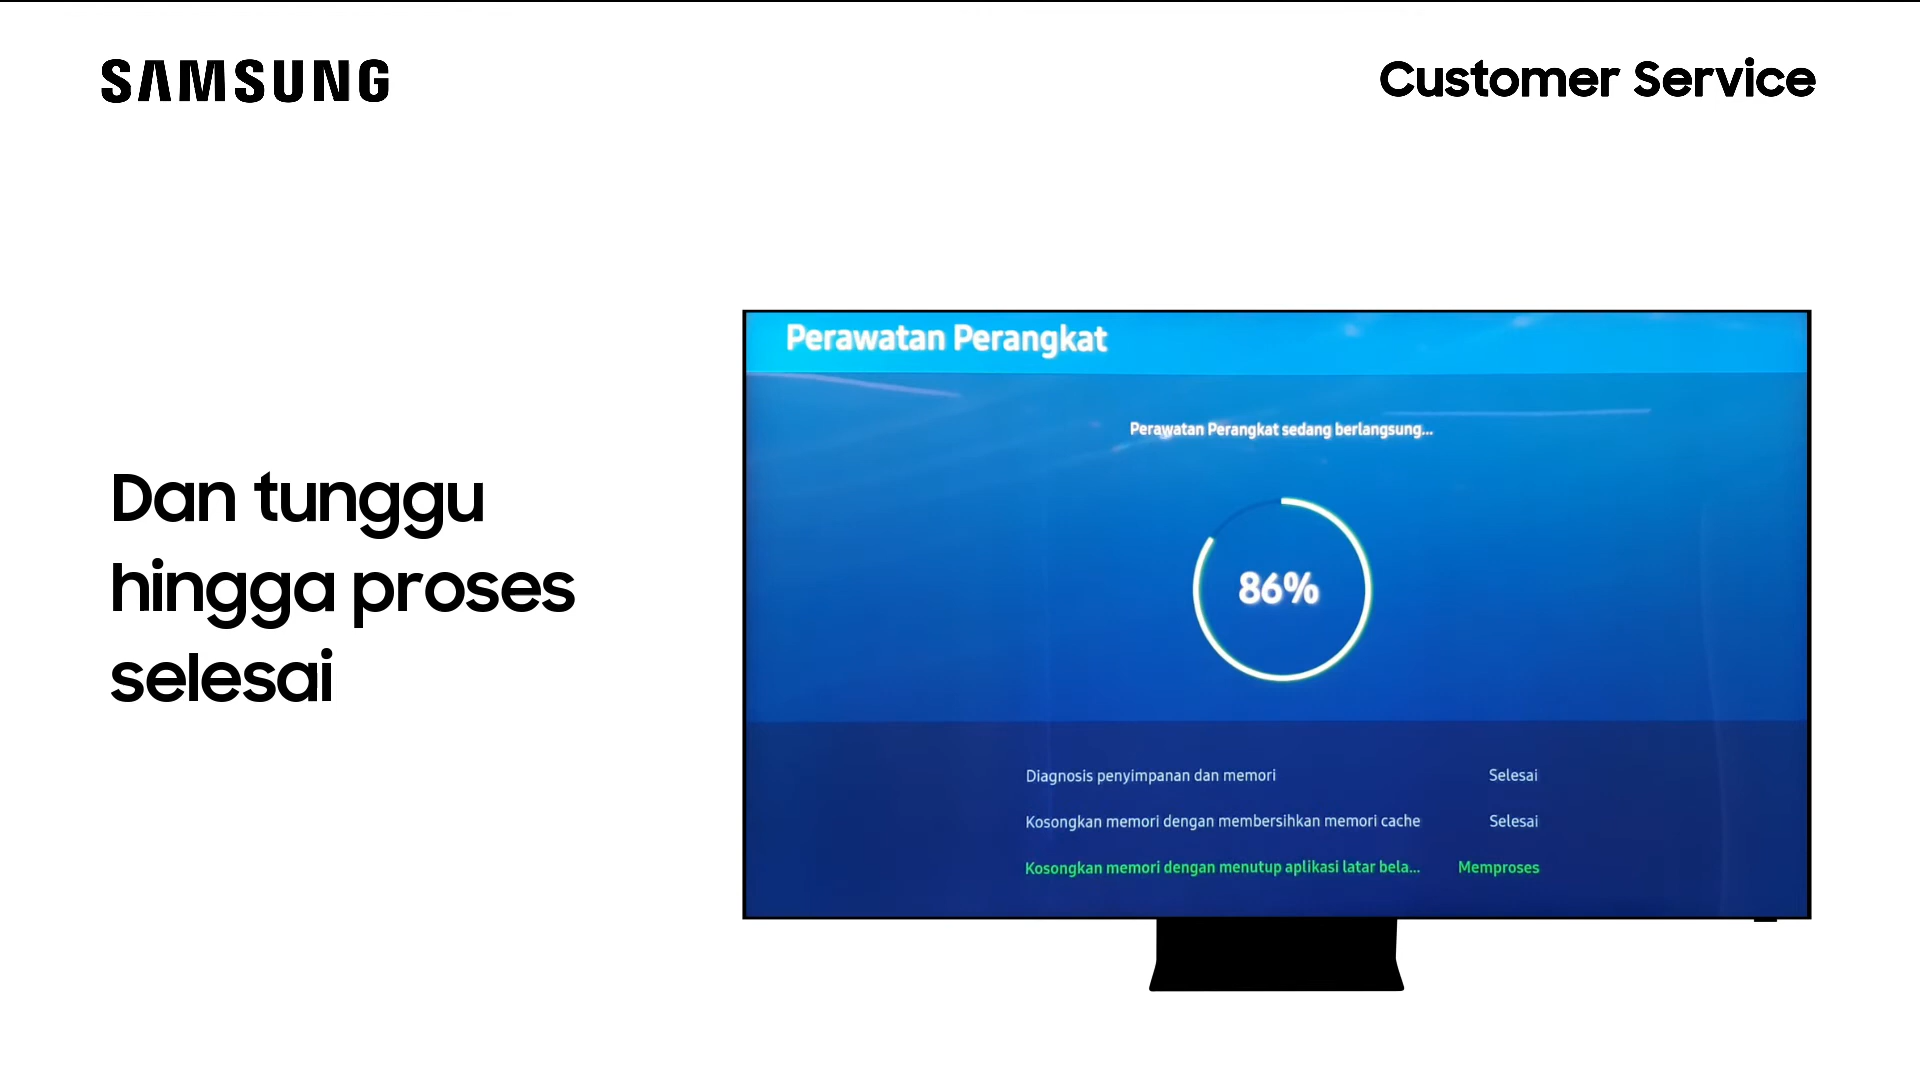 SAMSUNG
Customer Service
Dan tunggu
hingga proses
selesai
Perawatan Perangkat
Perawatan Perangkat sedang berlangsung...
86%
Diagnosis penyimpanan dan memori Selesai
Kosongkan memori dengan membersihkan memori cache Selesai
Kosongkan memori dengan menutup aplikasi latar bela... Memproses